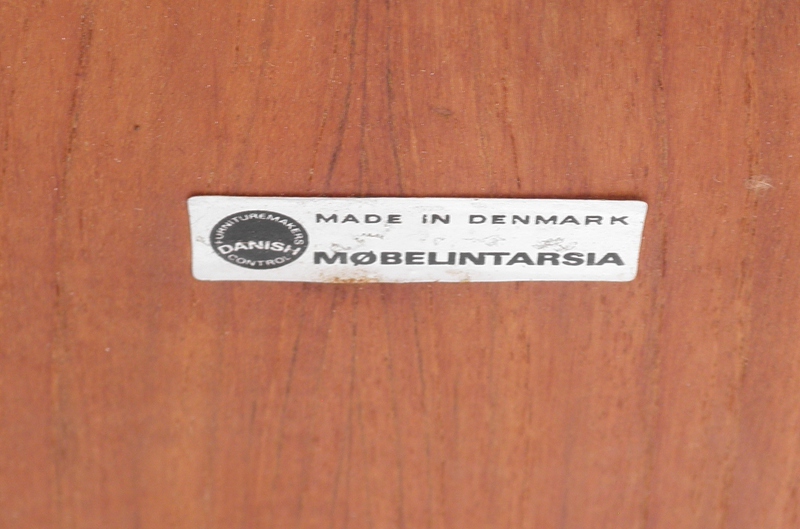 FURNITUREMAKERS
DANISH
CONTROL
MADE IN DENMARK
MØBELINTARSIA